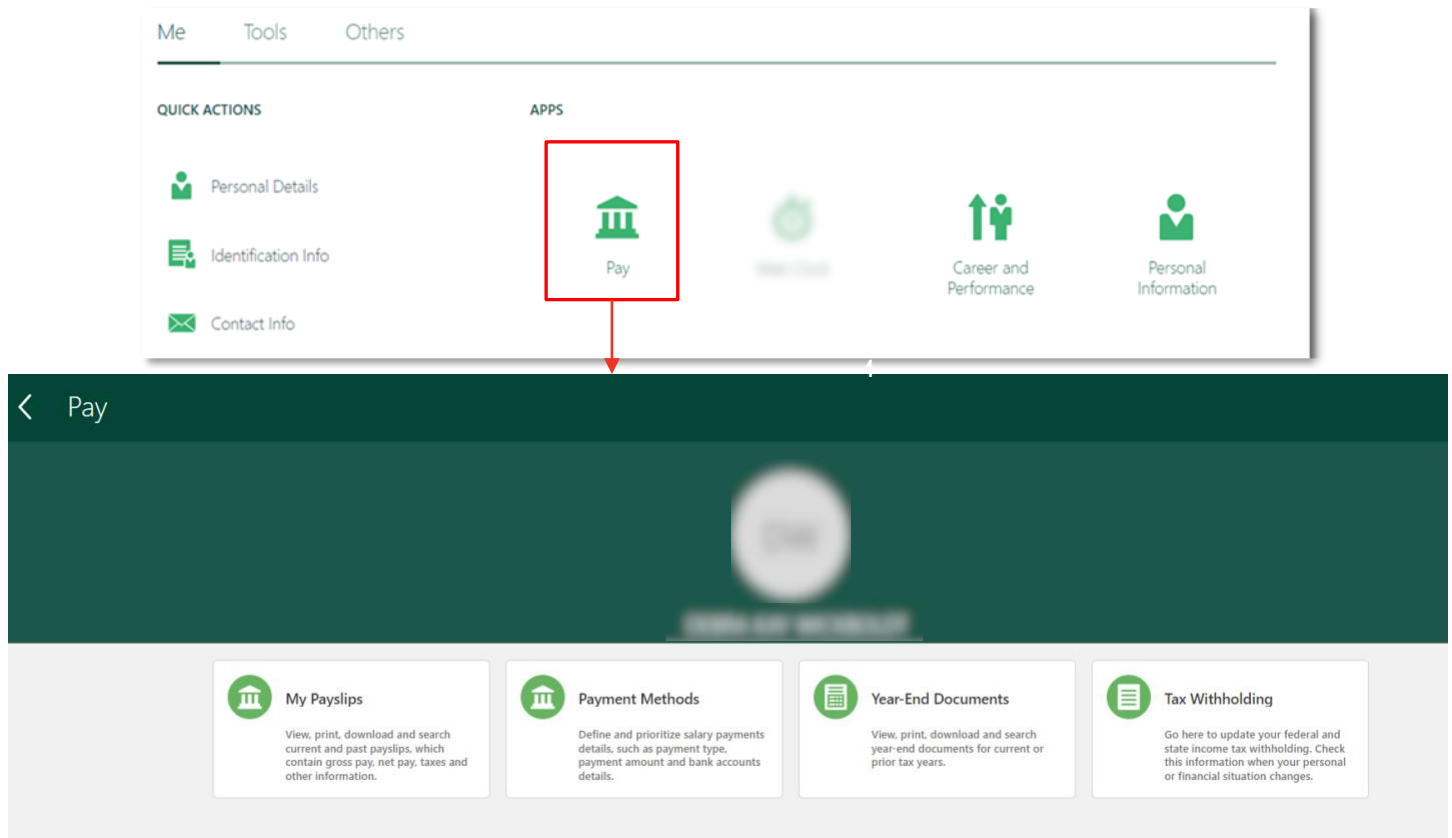 Me Tools Others
QUICK ACTIONS APPS
Personal Details
Identification Info
Contact Info
Pay
Career and
Performance
Personal
Information
Pay
My Payslips
View, print, download and search
current and past payslips, which
contain gross pay, net pay, taxes and
other information.
Payment Methods
Define and prioritize salary payments
details, such as payment type,
payment amount and bank accounts
details.
Year-End Documents
View, print, download and search
year-end documents for current or
prior tax years.
Tax Withholding
Go here to update your federal and
state income tax withholding. Check
this information when your personal
or financial situation changes.